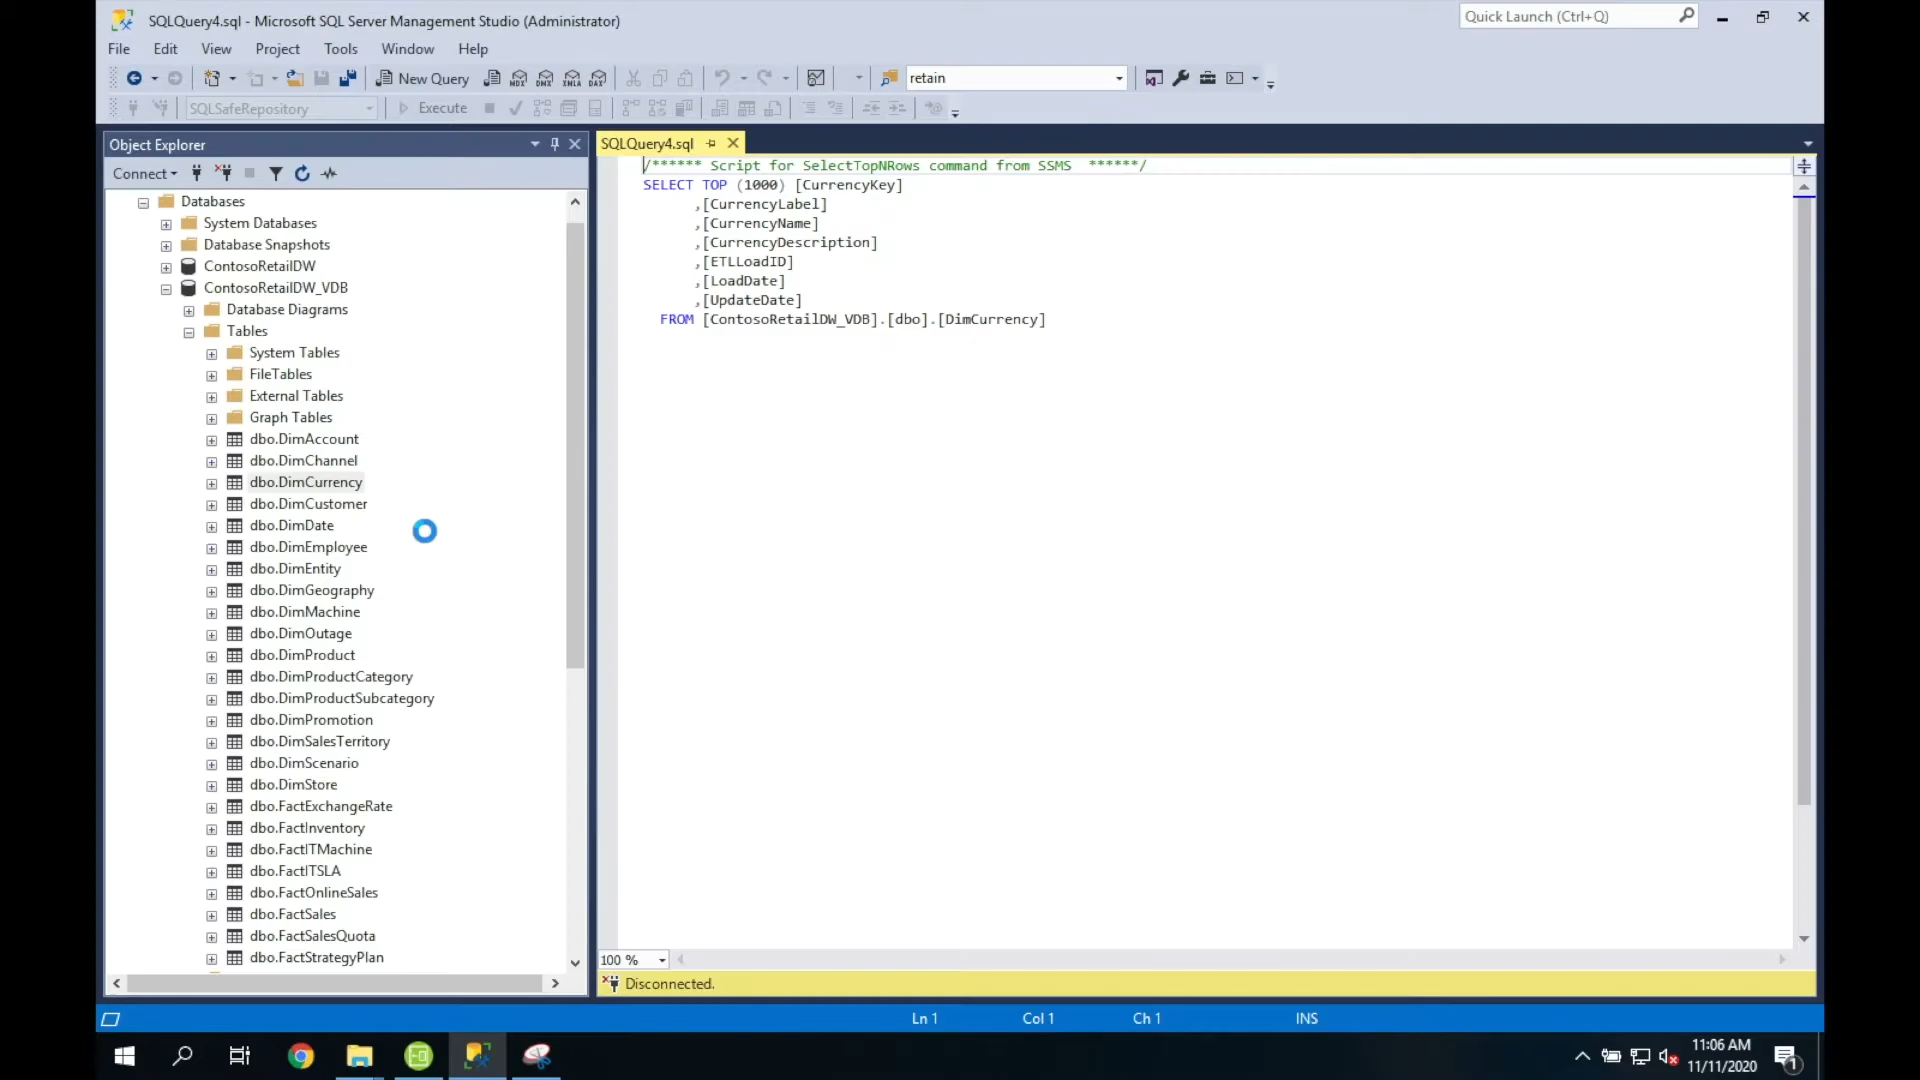 SQLQuery4.sql - Microsoft SQL Server Management Studio (Administrator)
Quick Launch (Ctrl+Q)
File Edit View Project Tools Window Help
New Query
MDX DMX XMLA DAX
retain
SQLSafeRepository
Execute
Object Explorer
Connect
Databases
System Databases
Database Snapshots
ContosoRetailDW
ContosoRetailDW_VDB
Database Diagrams
Tables
System Tables
FileTables
External Tables
Graph Tables
dbo.DimAccount
dbo.DimChannel
dbo.DimCurrency
dbo.DimCustomer
dbo.DimDate
dbo.DimEmployee
dbo.DimEntity
dbo.DimGeography
dbo.DimMachine
dbo.DimOutage
dbo.DimProduct
dbo.DimProductCategory
dbo.DimProductSubcategory
dbo.DimPromotion
dbo.DimSalesTerritory
dbo.DimScenario
dbo.DimStore
dbo.FactExchangeRate
dbo.FactInventory
dbo.FactITMachine
dbo.FactITSLA
dbo.FactOnlineSales
dbo.FactSales
dbo.FactSalesQuota
dbo.FactStrategyPlan
SQLQuery4.sql
/****** Script for SelectTopNRows command from SSMS ******/
SELECT TOP (1000) [CurrencyKey]
,[CurrencyLabel]
,[CurrencyName]
,[CurrencyDescription]
,[ETLLoadID]
,[LoadDate]
,[UpdateDate]
FROM [ContosoRetailDW_VDB].[dbo].[DimCurrency]
100 %
Disconnected.
Ln 1 Col 1 Ch 1 INS
11:06 AM
11/11/2020
1